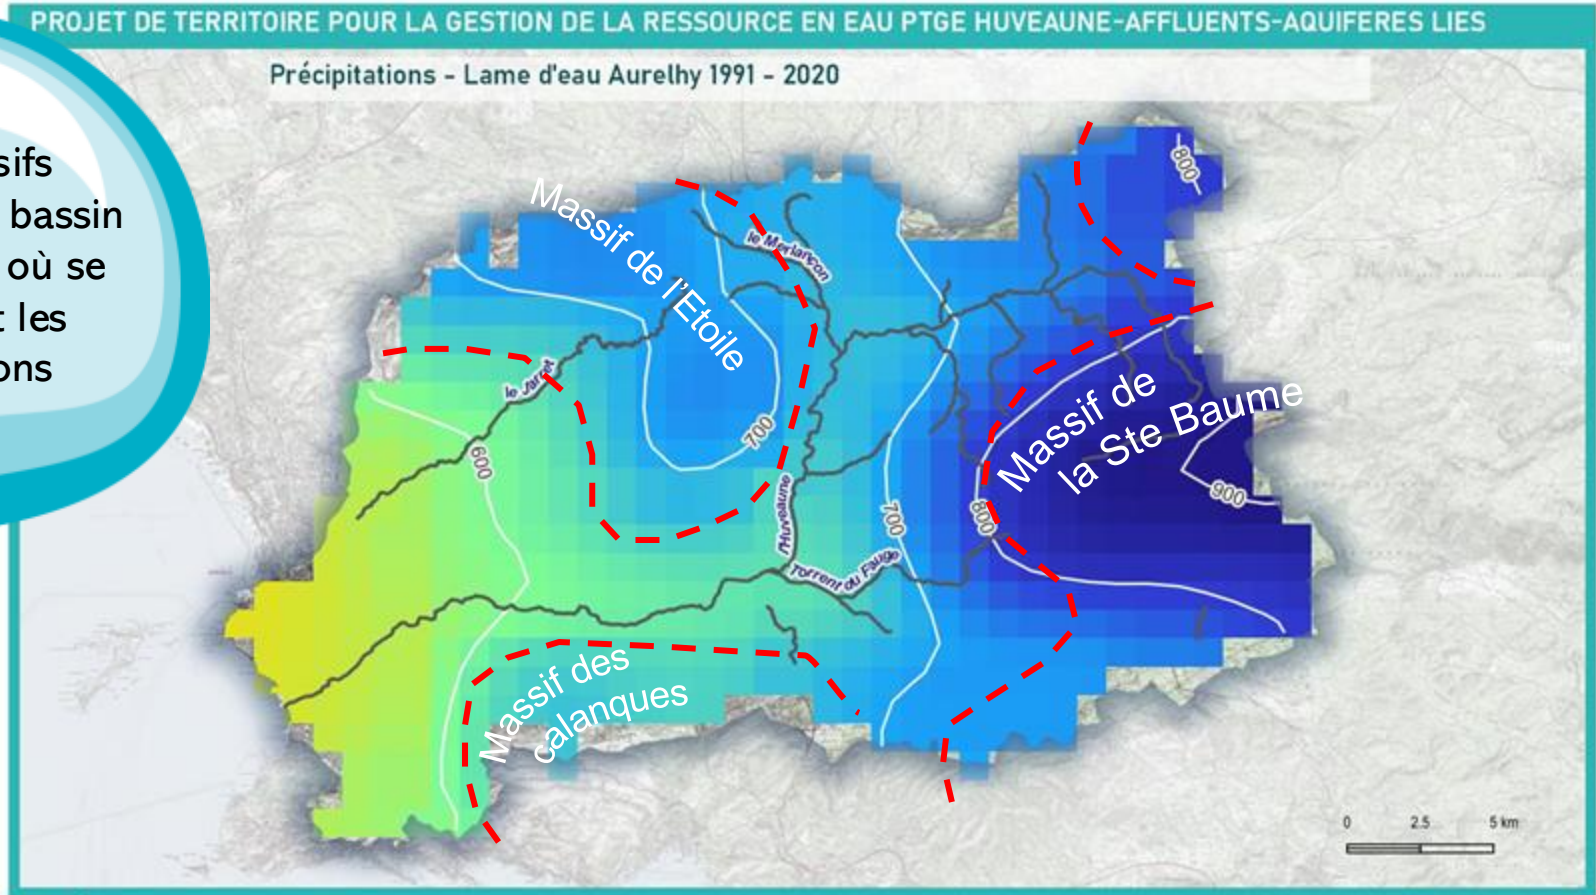 PROJET DE TERRITOIRE POUR LA GESTION DE LA RESSOURCE EN EAU PTGE HUVEAUNE-AFFLUENTS-AQUIFERES LIES
Précipitations - Lame d'eau Aurelhy 1991 - 2020
sifs
bassin
où se
t les
ons
800
Massif de l'Etoile
le Merlançon
le Jarret
700
600
Massif de
la Ste Baume
900
800
700
l'Huveaune
Torrent du Fauge
Massif des
calanques
0 2.5 5 km